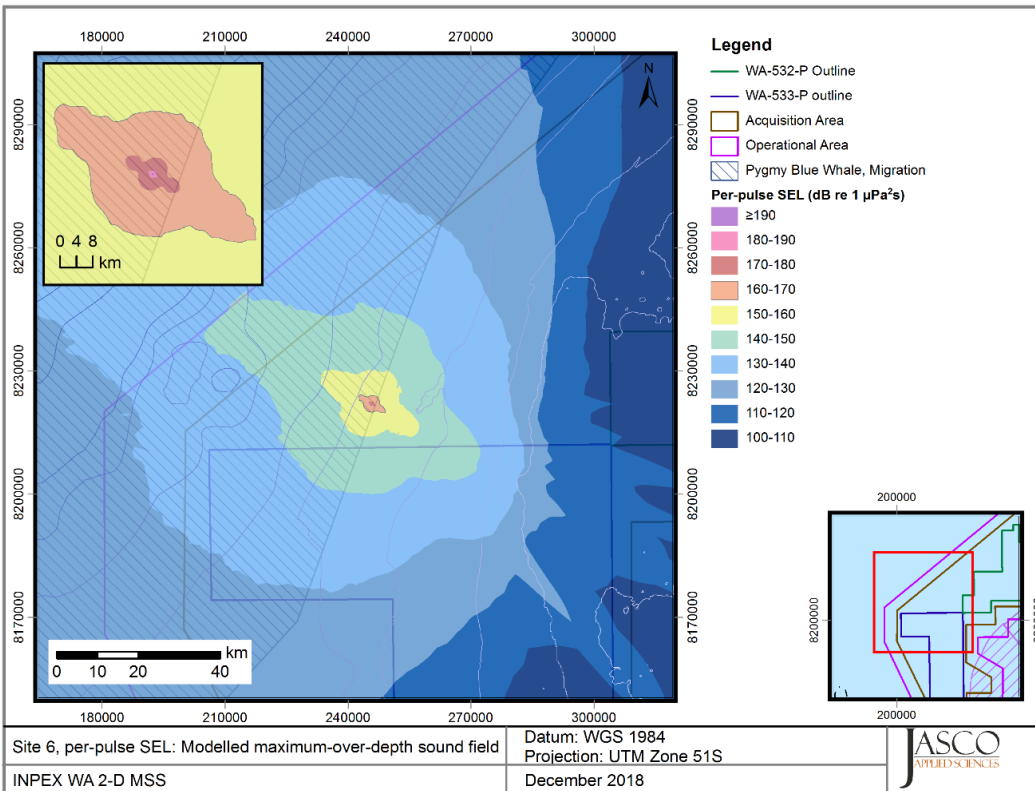 180000 210000 240000 270000 300000
8290000
8260000
8230000
8200000
8170000
N
0 4 8
km
km
0 10 20 40
8290000
8260000
8230000
8200000
8170000
180000 210000 240000 270000 300000
Legend
WA-532-P Outline
WA-533-P outline
Acquisition Area
Operational Area
Pygmy Blue Whale, Migration
Per-pulse SEL (dB re 1 µPa²s)
≥190
180-190
170-180
160-170
150-160
140-150
130-140
120-130
110-120
100-110
200000
8200000
200000
Site 6, per-pulse SEL: Modelled maximum-over-depth sound field
INPEX WA 2-D MSS
Datum: WGS 1984
Projection: UTM Zone 51S
December 2018
JASCO
APPLIED SCIENCES